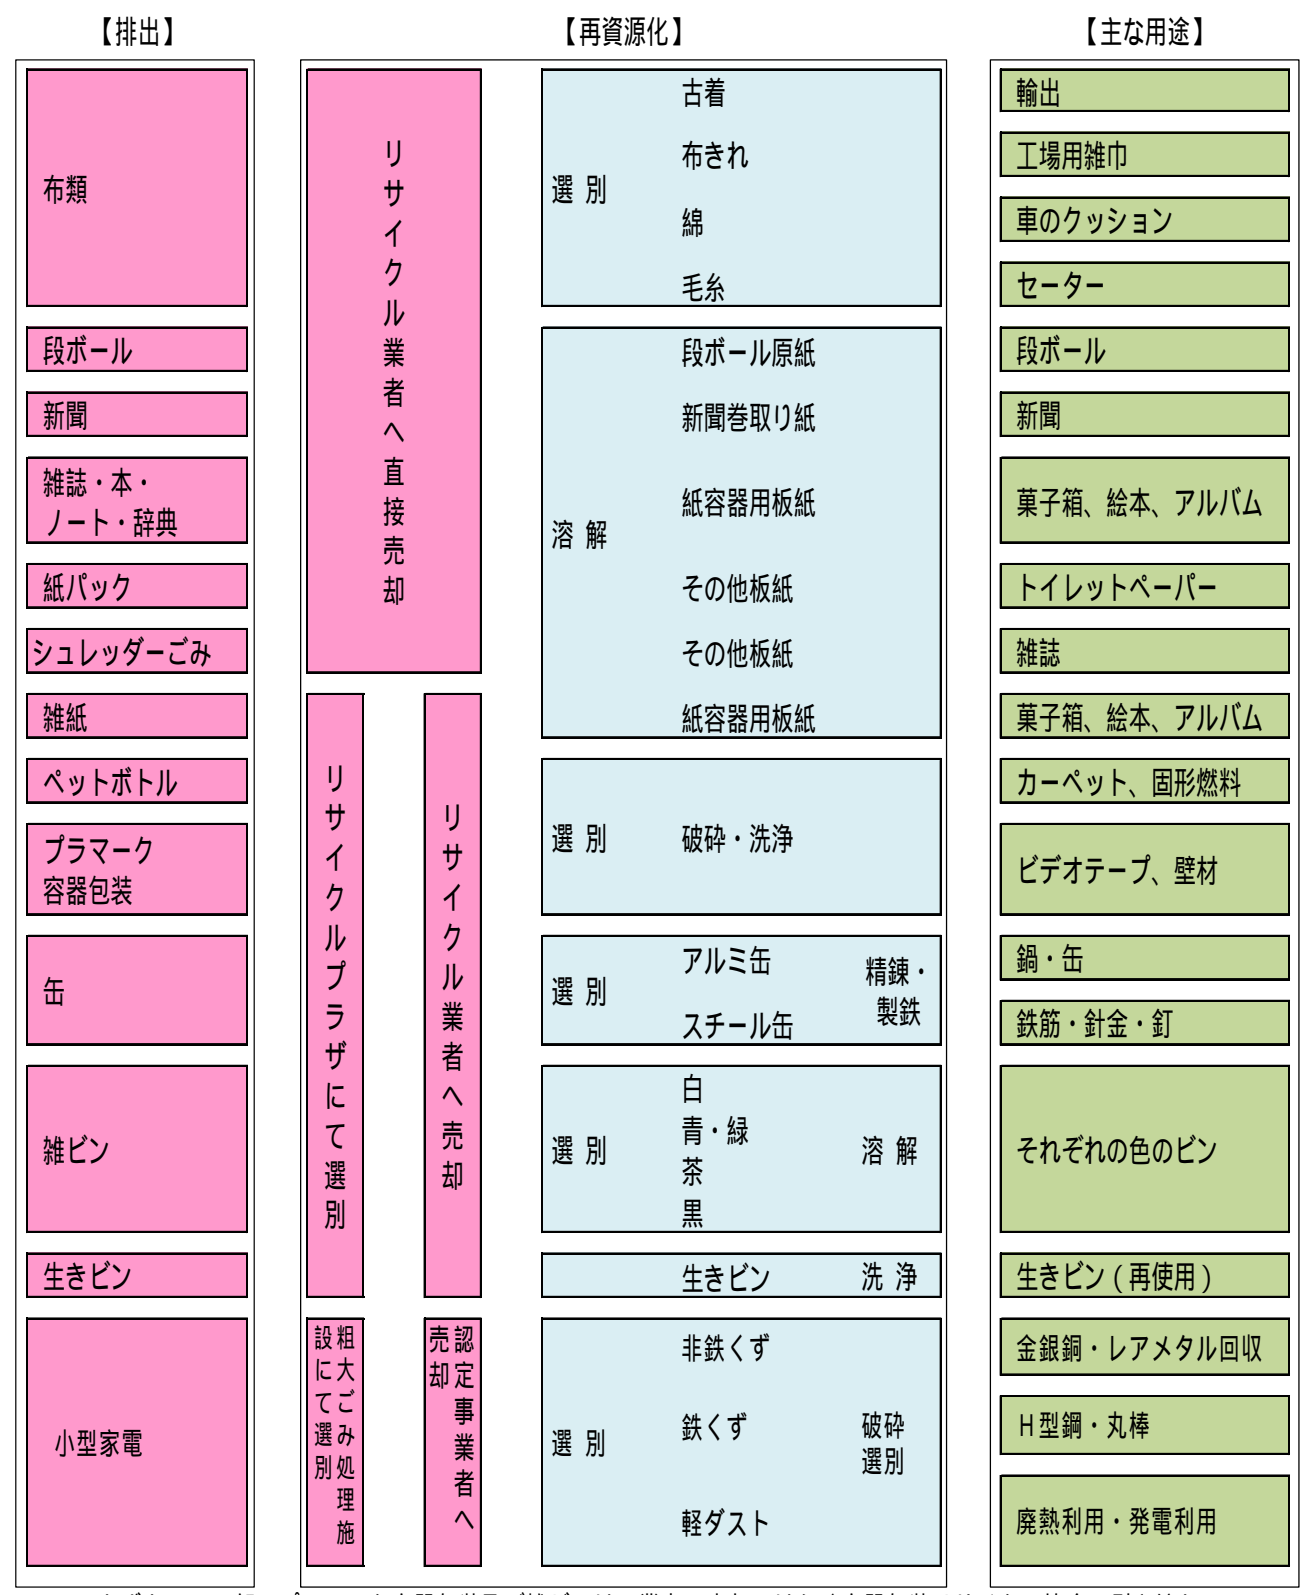 【排出】
【再資源化】
【主な用途】
布類
段ボール
新聞
雑誌・本・
ノート・辞典
紙パック
シュレッダーごみ
雑紙
ペットボトル
プラマーク
容器包装
缶
雑ビン
生きビン
小型家電
リサイクル業者へ直接売却
リサイクルプラザにて選別
リサイクル業者へ売却
粗大ごみ処理施
設にて選別
認定事業者へ
売却
選別
古着
布きれ
綿
毛糸
溶解
段ボール原紙
新聞巻取り紙
紙容器用板紙
その他板紙
その他板紙
紙容器用板紙
選別
破砕・洗浄
選別
アルミ缶
スチール缶
精錬・
製鉄
選別
白
青・緑
茶
黒
溶解
生きビン
洗浄
選別
非鉄くず
鉄くず
軽ダスト
破砕
選別
輸出
工場用雑巾
車のクッション
セーター
段ボール
新聞
菓子箱、絵本、アルバム
トイレットペーパー
雑誌
菓子箱、絵本、アルバム
カーペット、固形燃料
ビデオテープ、壁材
鍋・缶
鉄筋・針金・釘
それぞれの色のビン
生きビン(再使用)
金銀銅・レアメタル回収
H型鋼・丸棒
廃熱利用・発電利用